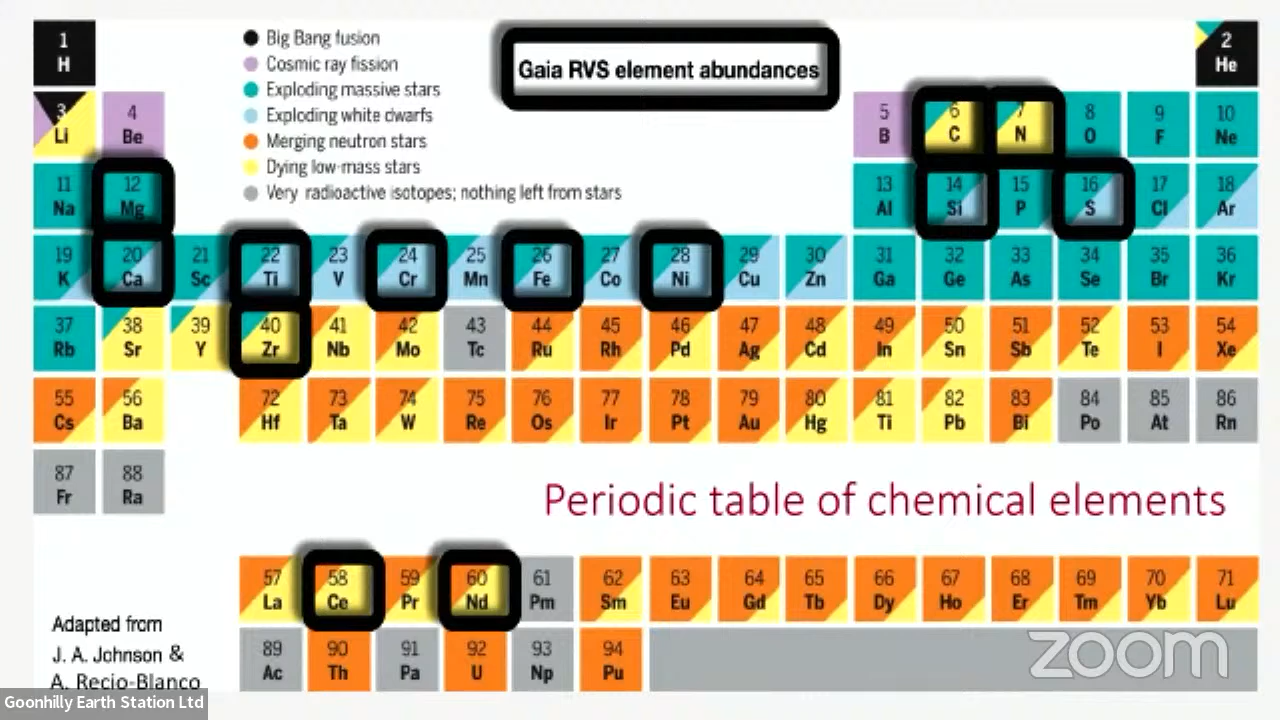 1
H
Big Bang fusion
Cosmic ray fission
Exploding massive stars
Exploding white dwarfs
Merging neutron stars
Dying low-mass stars
Very radioactive isotopes; nothing left from stars
Gaia RVS element abundances
2
He
3 4 5 6 7 8 9 10
Li Be B C N O F Ne
11 12 13 14 15 16 17 18
Na Mg Al Si P S Cl Ar
19 20 21 22 23 24 25 26 27 28 29 30 31 32 33 34 35 36
K Ca Sc Ti V Cr Mn Fe Co Ni Cu Zn Ga Ge As Se Br Kr
37 38 39 40 41 42 43 44 45 46 47 48 49 50 51 52 53 54
Rb Sr Y Zr Nb Mo Tc Ru Rh Pd Ag Cd In Sn Sb Te I Xe
55 56 72 73 74 75 76 77 78 79 80 81 82 83 84 85 86
Cs Ba Hf Ta W Re Os Ir Pt Au Hg Ti Pb Bi Po At Rn
87 88
Fr Ra
Periodic table of chemical elements
57 58 59 60 61 62 63 64 65 66 67 68 69 70 71
La Ce Pr Nd Pm Sm Eu Gd Tb Dy Ho Er Tm Yb Lu
89 90 91 92 93 94
Ac Th Pa U Np Pu
Adapted from
J. A. Johnson &
A. Recio-Blanco
zoom
Goonhilly Earth Station Ltd